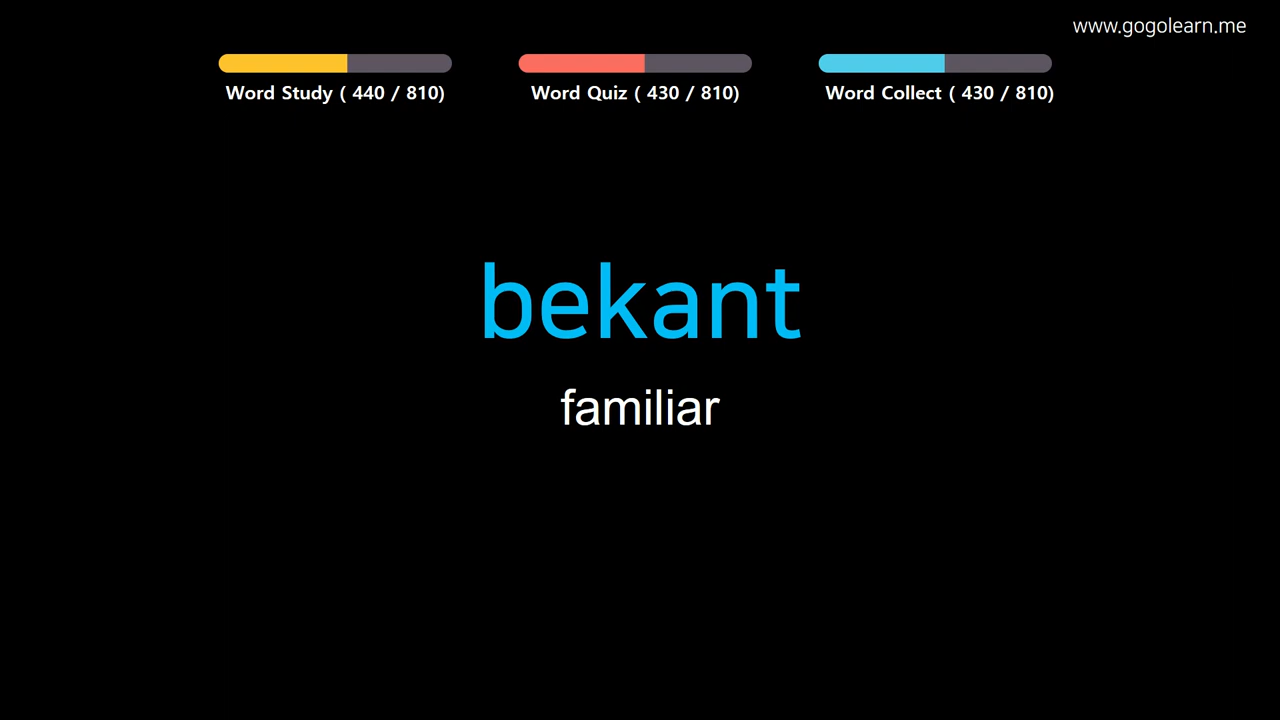 www.gogolearn.me
Word Study ( 440 / 810)
Word Quiz ( 430 / 810)
Word Collect ( 430 / 810)
bekant
familiar